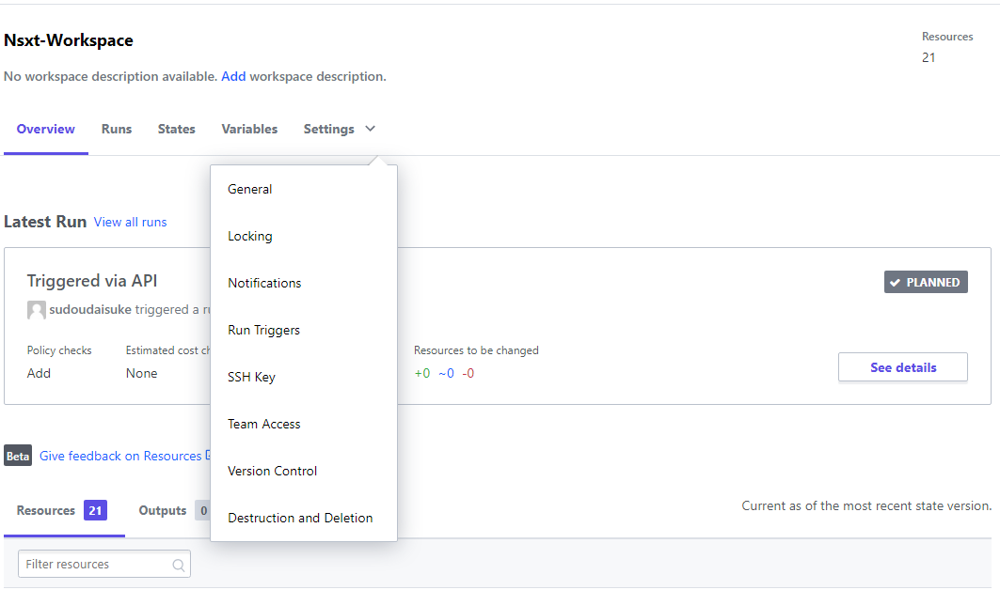 Nsxt-Workspace
Resources
21
No workspace description available. Add workspace description.
Overview Runs States Variables Settings
General
Locking
Notifications
Run Triggers
SSH Key
Team Access
Version Control
Destruction and Deletion
Latest Run View all runs
Triggered via API
PLANNED
sudoudaisuke triggered a
Policy checks Estimated cost Resources to be changed
Add None +0 ~0 -0
See details
Beta Give feedback on Resources
Resources 21 Outputs 0
Current as of the most recent state version.
Filter resources